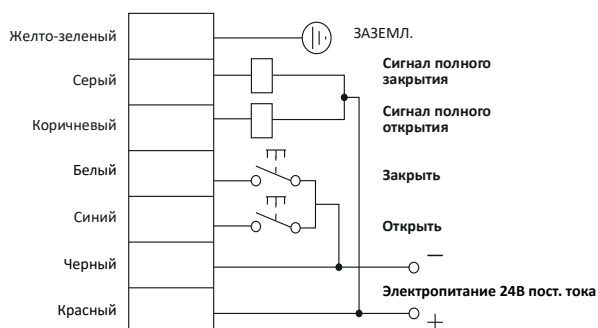 Желто-зеленый
ЗАЗЕМЛ.
Серый
Сигнал полного
закрытия
Коричневый
Сигнал полного
открытия
Белый
Закрыть
Синий
Открыть
Черный
−
Электропитание 24В пост. тока
Красный
+